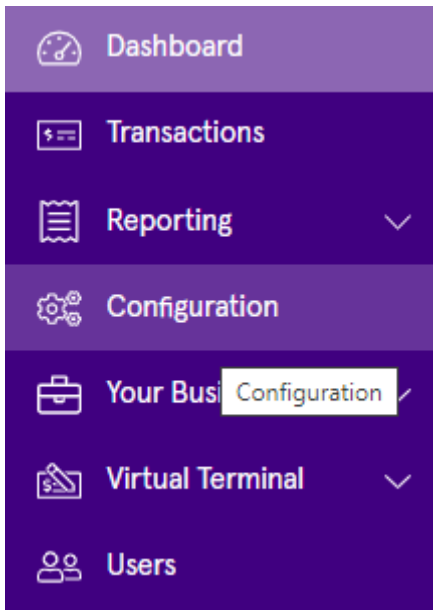 Dashboard
Transactions
Reporting
Configuration
Your Busi
Configuration
Virtual Terminal
Users